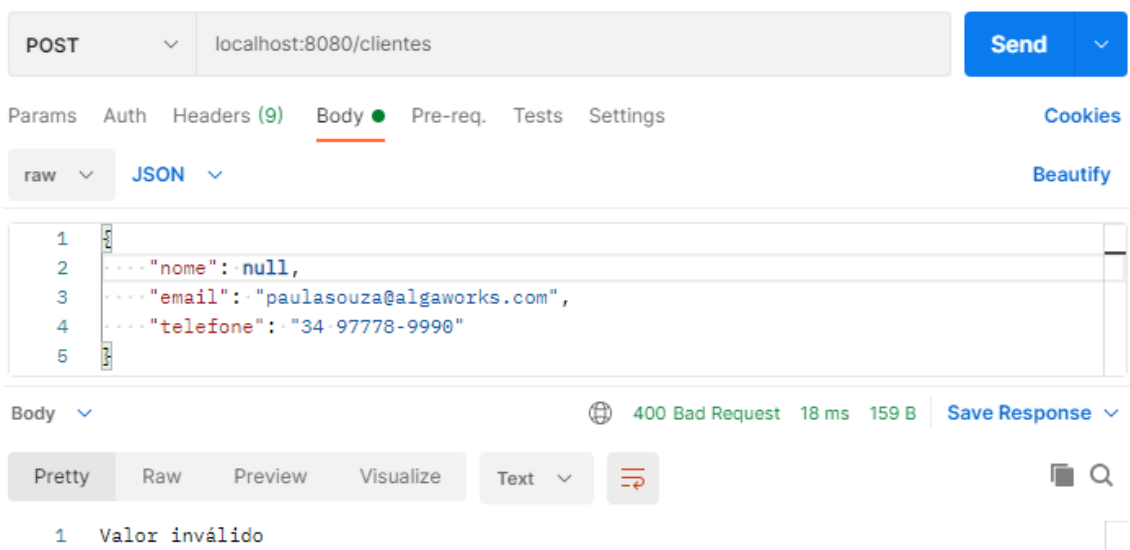 POST localhost:8080/clientes Send
Params Auth Headers (9) Body Pre-req. Tests Settings Cookies
raw JSON Beautify
1 {
2 "nome": null,
3 "email": "paulasouza@algaworks.com",
4 "telefone": "34 97778-9990"
5 }
Body 400 Bad Request 18 ms 159 B Save Response
Pretty Raw Preview Visualize Text
1 Valor inválido